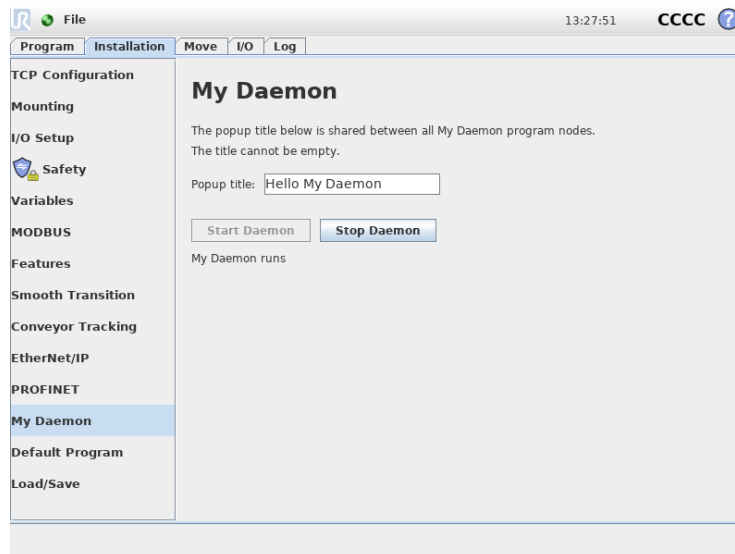 File
13:27:51
CCCC
?
Program Installation Move I/O Log
TCP Configuration
Mounting
I/O Setup
Safety
Variables
MODBUS
Features
Smooth Transition
Conveyor Tracking
EtherNet/IP
PROFINET
My Daemon
Default Program
Load/Save
My Daemon
The popup title below is shared between all My Daemon program nodes.
The title cannot be empty.
Popup title: Hello My Daemon
Start Daemon Stop Daemon
My Daemon runs